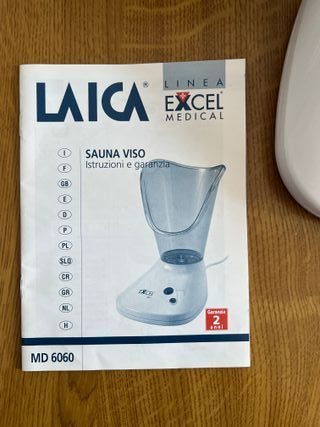 LAICA®
LINEA
EXCEL®
MEDICAL
SAUNA VISO
Istruzioni e garanzia
I
F
GB
E
D
P
PL
SLO
CR
GR
NL
H
EXCEL
Garanzia
2
anni
MD 6060